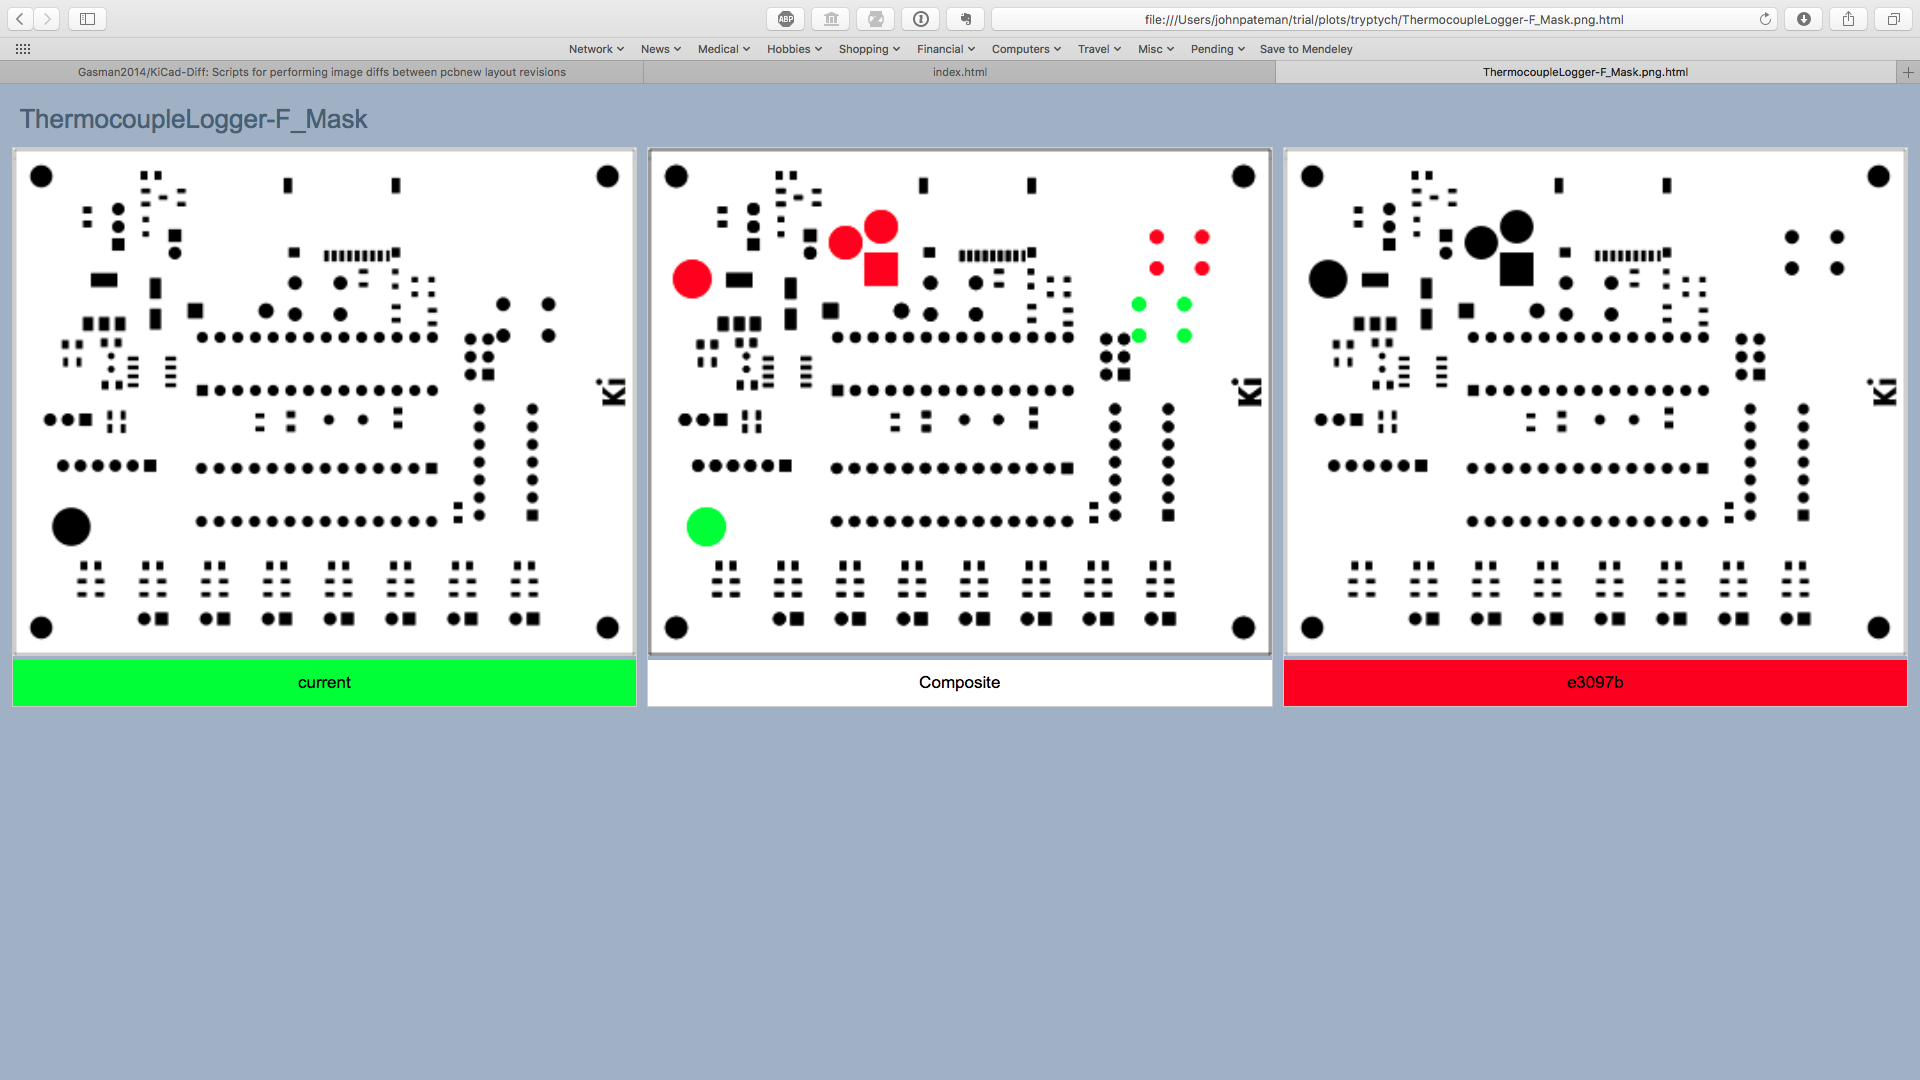 ABP
file:///Users/johnpateman/trial/plots/tryptych/ThermocoupleLogger-F_Mask.png.html
Network News Medical Hobbies Shopping Financial Computers Travel Misc Pending Save to Mendeley
Gasman2014/KiCad-Diff: Scripts for performing image diffs between pcbnew layout revisions
index.html
ThermocoupleLogger-F_Mask.png.html
ThermocoupleLogger-F_Mask
Ki
Ki
Ki
current
Composite
e3097b